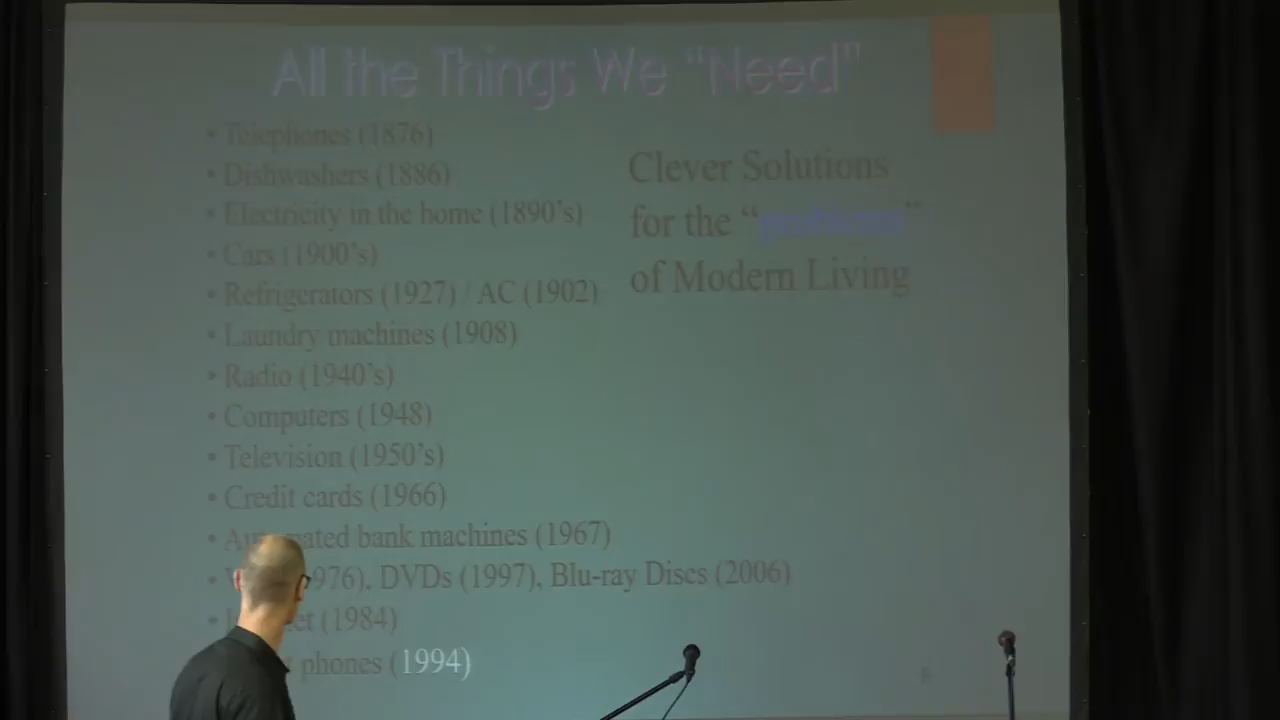 All the Things We "Need"
• Telephones (1876)
• Dishwashers (1886)
• Electricity in the home (1890's)
• Cars (1900's)
• Refrigerators (1927) / AC (1902)
• Laundry machines (1908)
• Radio (1940's)
• Computers (1948)
• Television (1950's)
• Credit cards (1966)
• bank machines (1967)
• DVDs (1997), Blu-ray Discs (2006)
• (1984)
phones (1994)
Clever Solutions
for the "problems"
of Modern Living